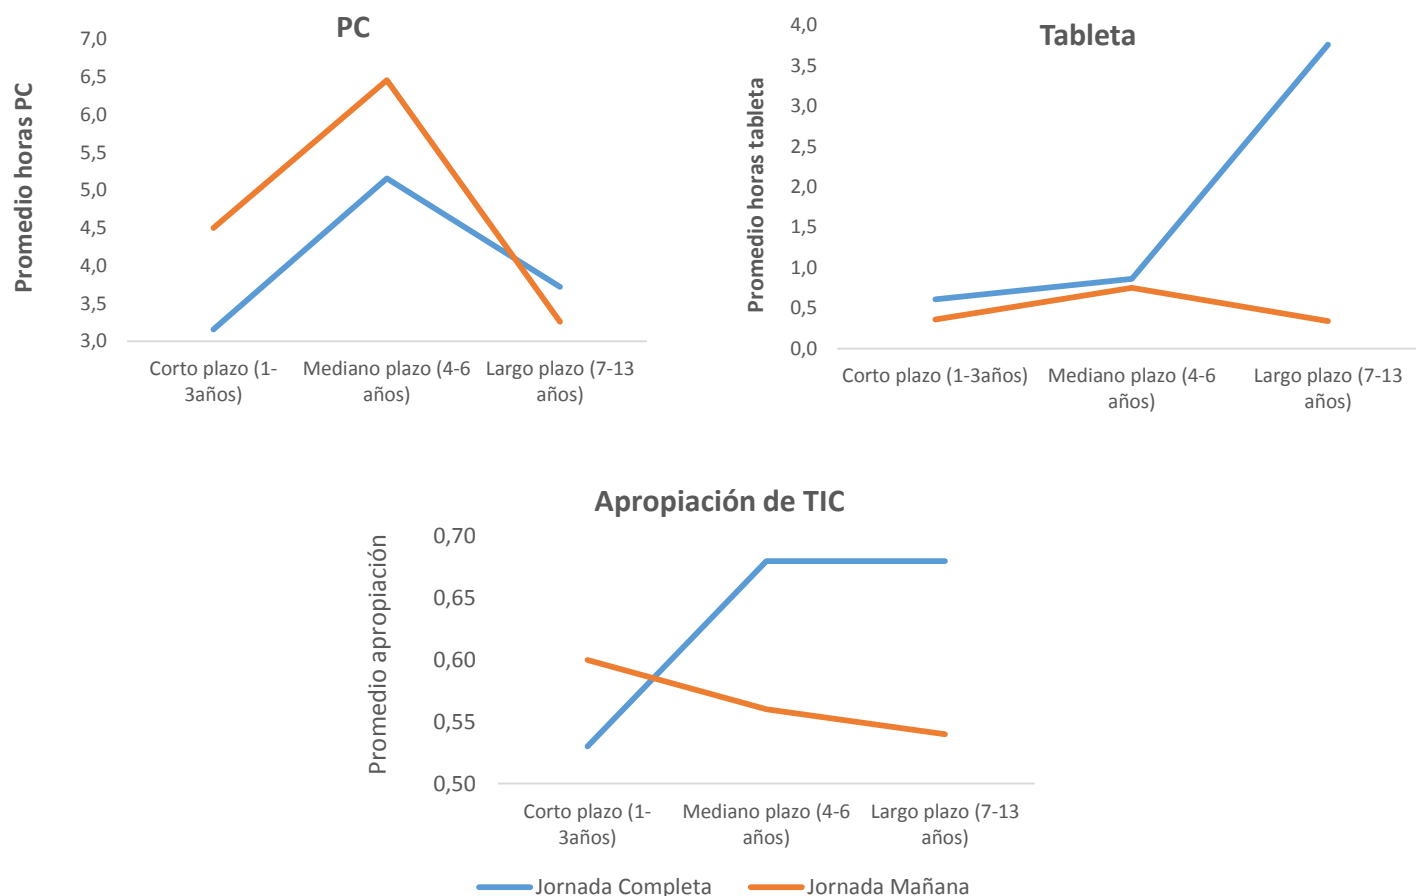 PC
Promedio horas PC
7,0
6,5
6,0
5,5
5,0
4,5
4,0
3,5
3,0
Corto plazo (1-
3años)
Mediano plazo (4-6
años)
Largo plazo (7-13
años)
Tableta
Promedio horas tableta
4,0
3,5
3,0
2,5
2,0
1,5
1,0
0,5
0,0
Corto plazo (1-3años)
Mediano plazo (4-6
años)
Largo plazo (7-13
años)
Apropiación de TIC
Promedio apropiación
0,70
0,65
0,60
0,55
0,50
Corto plazo (1-
3años)
Mediano plazo (4-6
años)
Largo plazo (7-13
años)
Jornada Completa
Jornada Mañana